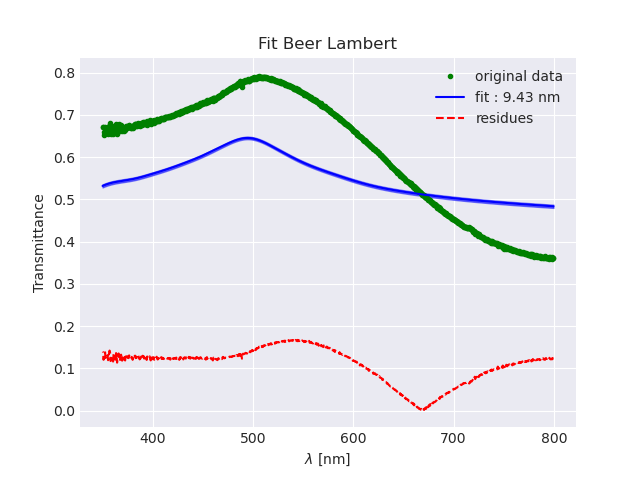 Fit Beer Lambert
original data
fit : 9.43 nm
residues
Transmittance
0.8
0.7
0.6
0.5
0.4
0.3
0.2
0.1
0.0
400 500 600 700 800
λ [nm]